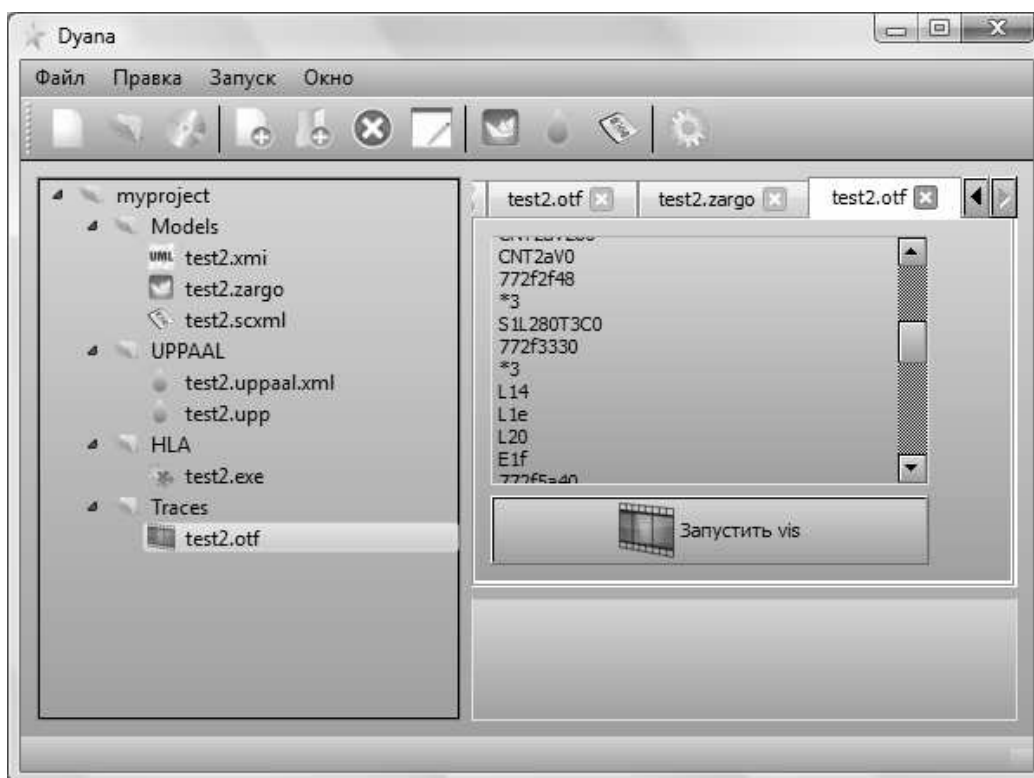 Dyana
Файл Правка Запуск Окно
myproject
Models
UML test2.xmi
test2.zargo
test2.scxml
UPPAAL
test2.uppaal.xml
test2.upp
HLA
test2.exe
Traces
test2.otf
test2.otf test2.zargo test2.otf
CNT2aV0
772f2f48
*3
S1L280T3C0
772f3330
*3
L14
L1e
L20
E1f
772f5a40
Запустить vis